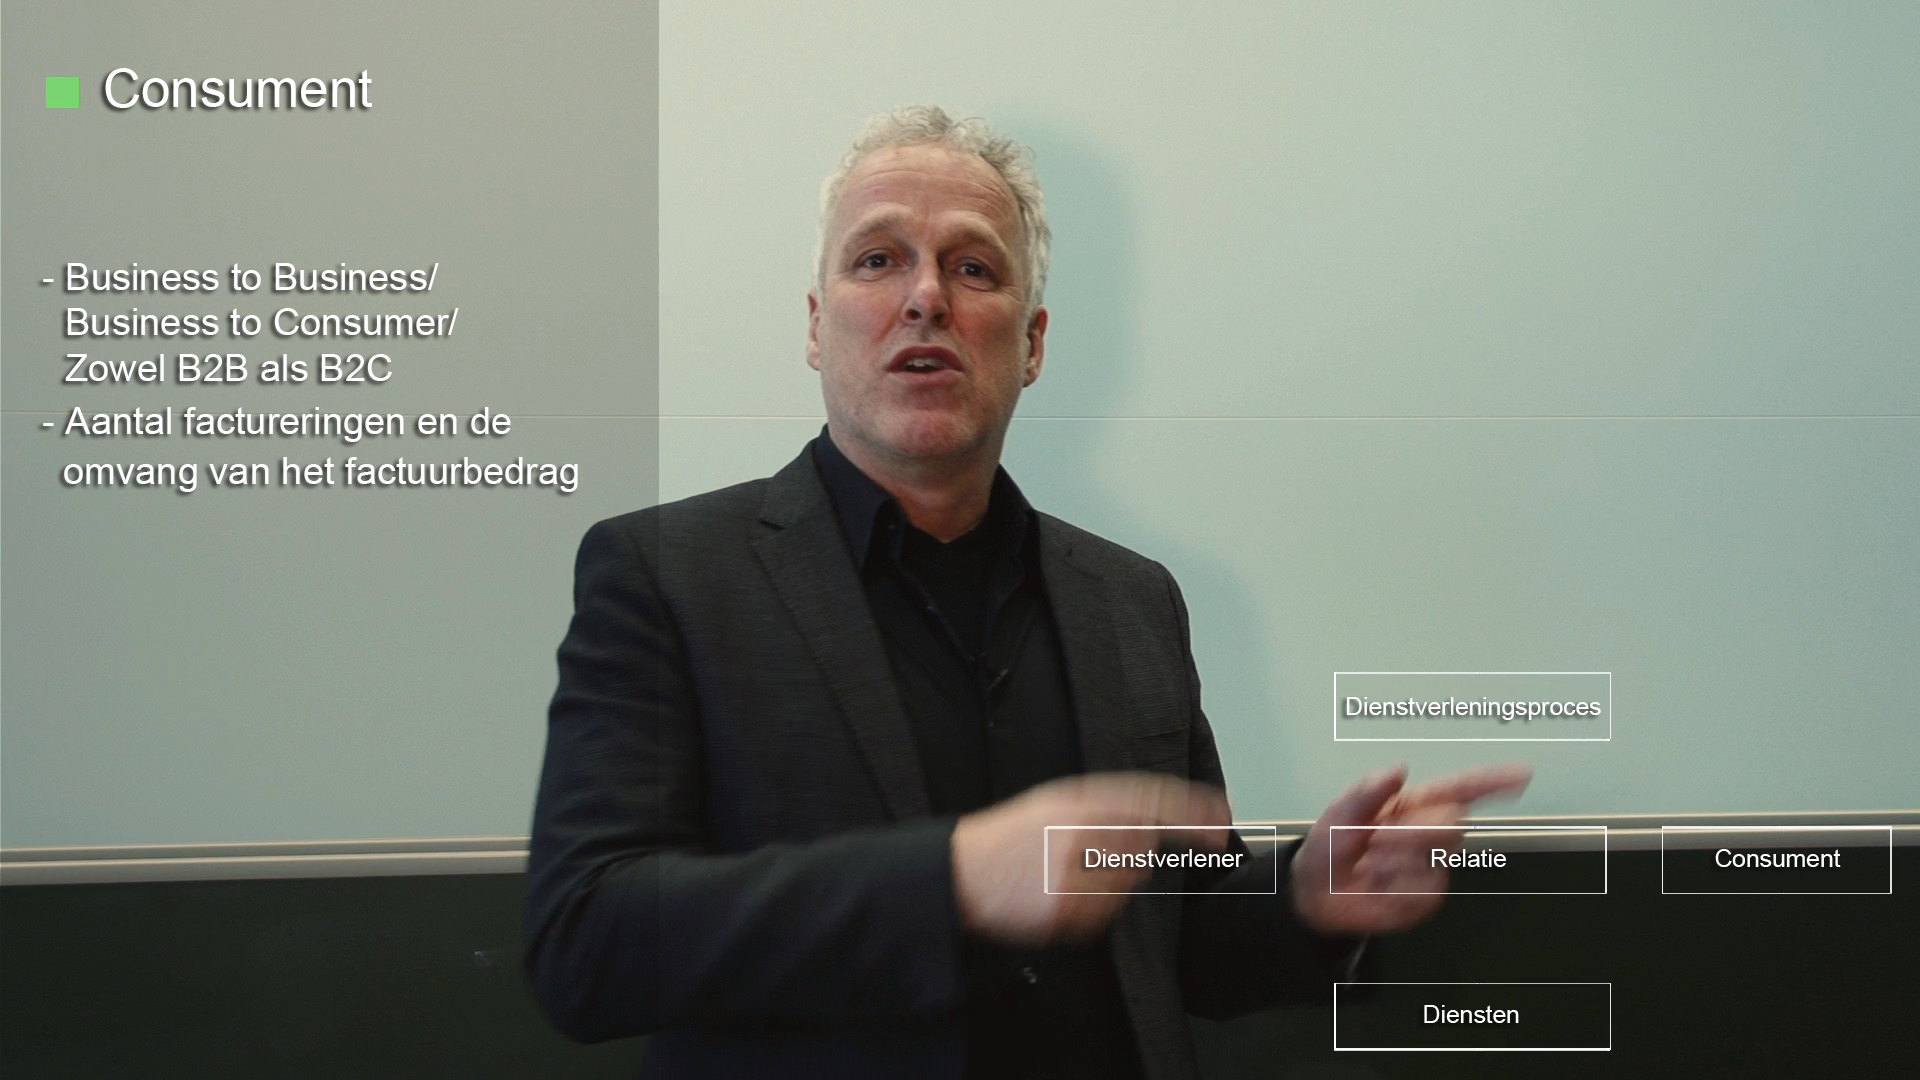 Consument
- Business to Business/
Business to Consumer/
Zowel B2B als B2C
- Aantal factureringen en de
omvang van het factuurbedrag
Dienstverleningsproces
Dienstverlener Relatie Consument
Diensten